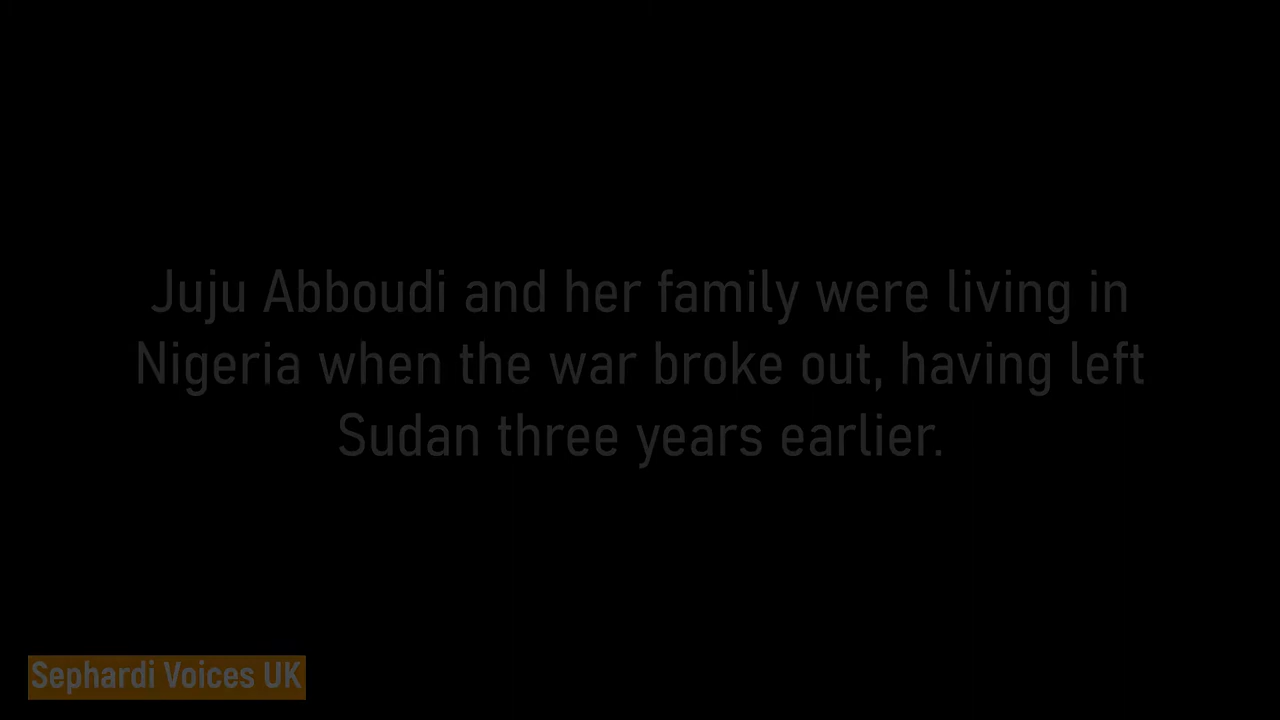 Juju Abboudi and her family were living in
Nigeria when the war broke out, having left
Sudan three years earlier.
Sephardi Voices UK